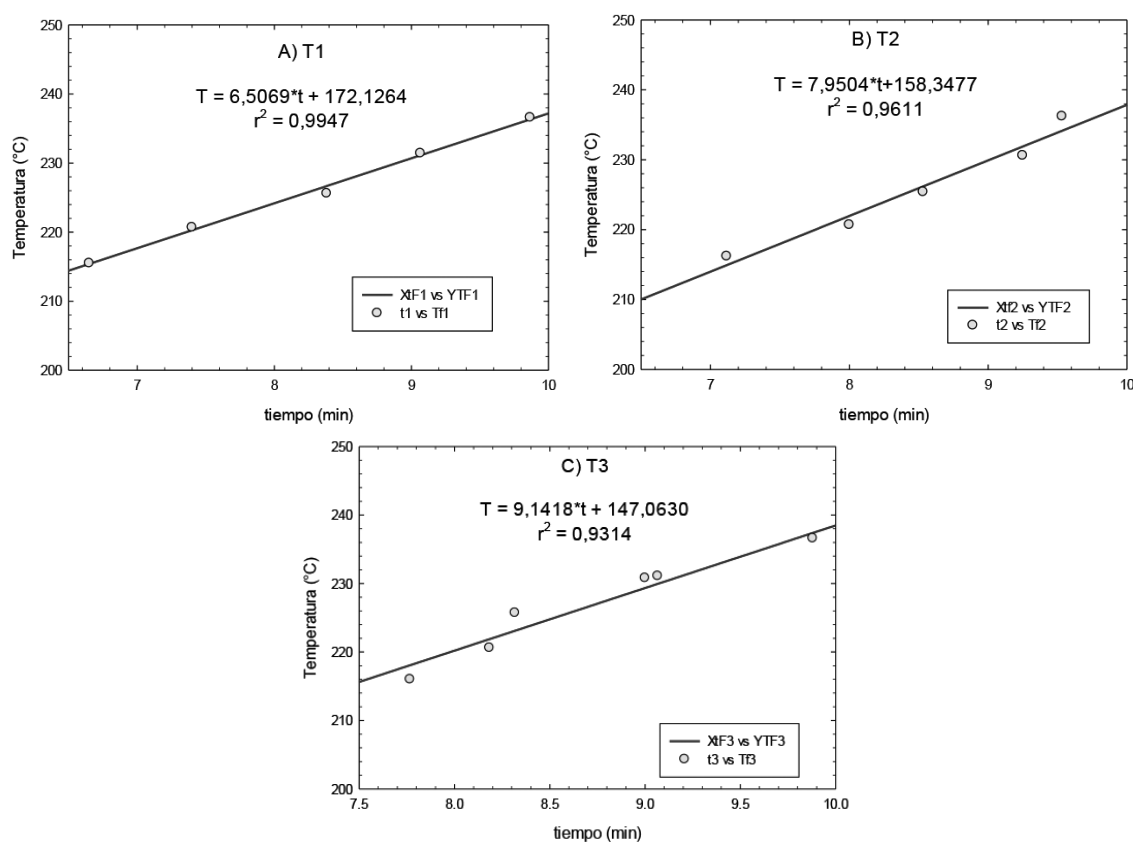 A) T1
T = 6,5069*t + 172,1264
r² = 0,9947
Temperatura (°C)
250
240
230
220
210
200
7
8
9
10
tiempo (min)
XtF1 vs YTF1
t1 vs Tf1
B) T2
T = 7,9504*t+158,3477
r² = 0,9611
Temperatura (°C)
250
240
230
220
210
200
7
8
9
10
tiempo (min)
Xtf2 vs YTF2
t2 vs Tf2
C) T3
T = 9,1418*t + 147,0630
r² = 0,9314
Temperatura (°C)
250
240
230
220
210
200
7.5
8.0
8.5
9.0
9.5
10.0
tiempo (min)
XtF3 vs YTF3
t3 vs Tf3